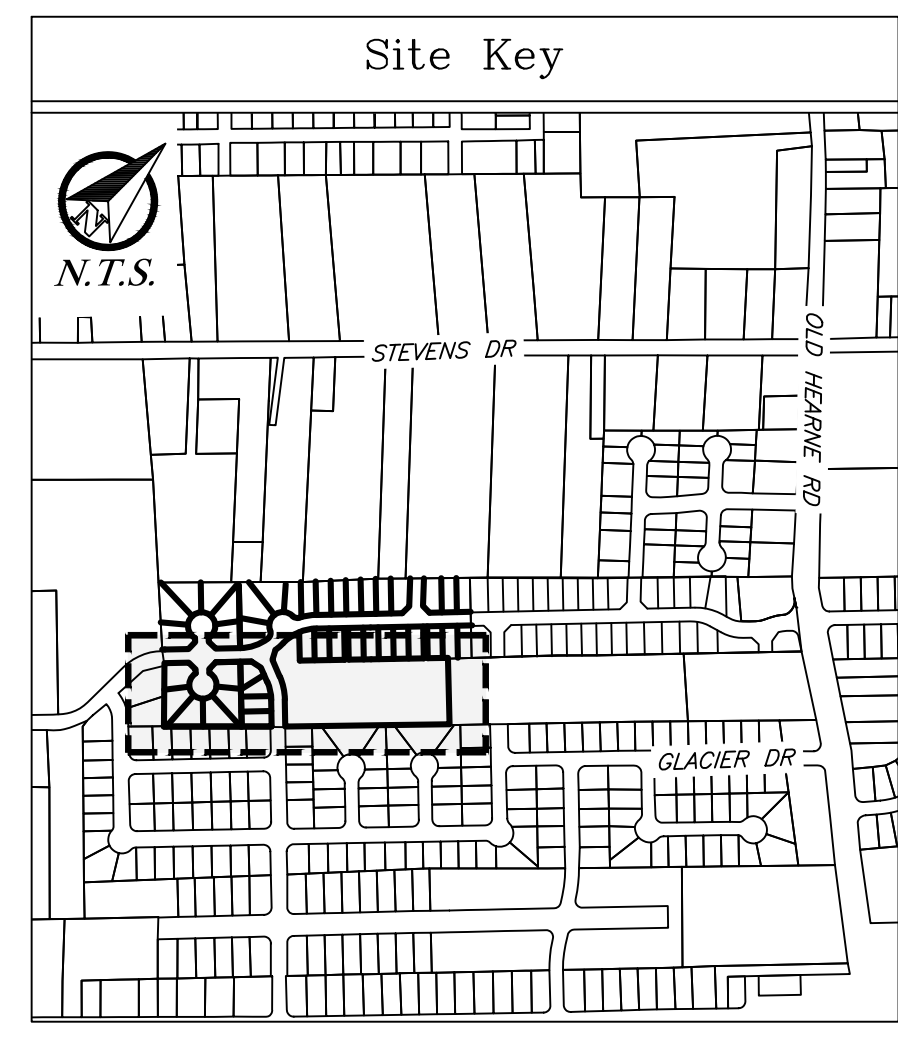 Site Key
N
N.T.S.
STEVENS DR
OLD HEARNE RD
GLACIER DR